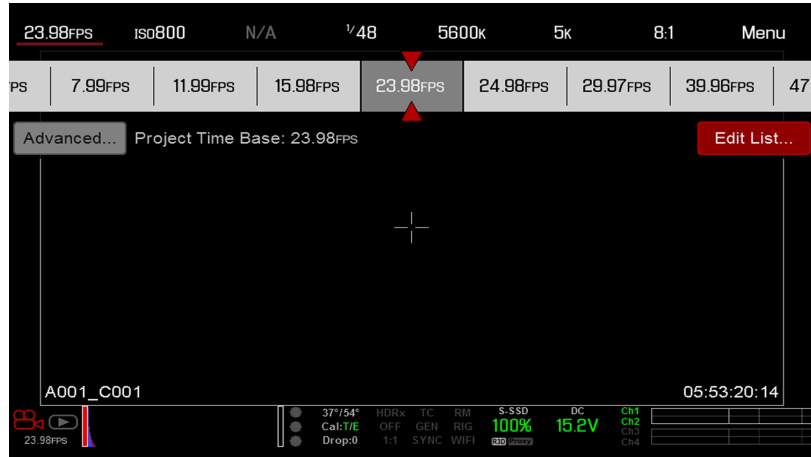 23.98FPS ISO800 N/A 1/48 5600K 5K 8:1 Menu
PS 7.99FPS 11.99FPS 15.98FPS 23.98FPS 24.98FPS 29.97FPS 39.96FPS 47
Advanced... Project Time Base: 23.98FPS Edit List...
A001_C001 05:53:20:14
37°/54° HDRx TC RM S-SSD DC Ch1
Cal:T/E OFF GEN RIG 100% 15.2V Ch2
23.98FPS Drop:0 1:1 SYNC WIFI R3D Proxy Ch3
Ch4